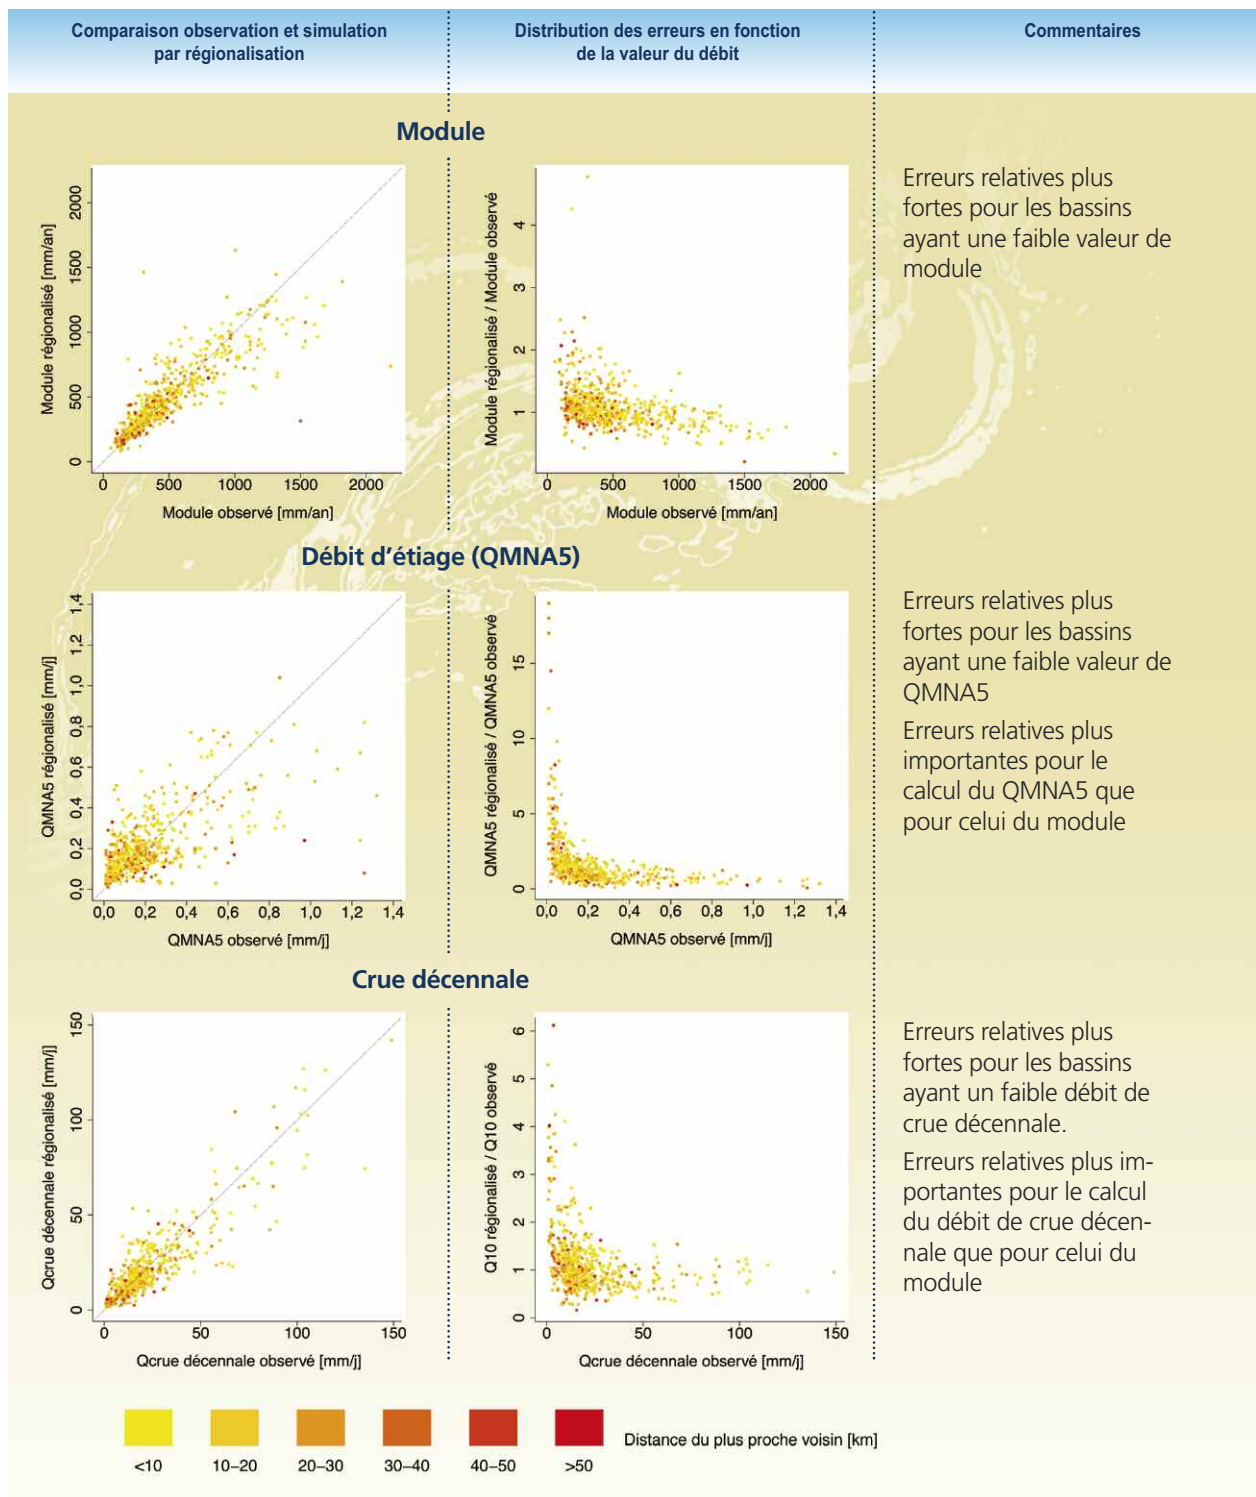 Comparaison observation et simulation
par régionalisation
Distribution des erreurs en fonction
de la valeur du débit
Commentaires
Module
Module régionalisé [mm/an]
2000
1500
1000
500
0
0 500 1000 1500 2000
Module observé [mm/an]
Module régionalisé / Module observé
4
3
2
1
0 500 1000 1500 2000
Module observé [mm/an]
Erreurs relatives plus
fortes pour les bassins
ayant une faible valeur de
module
Débit d'étiage (QMNA5)
QMNA5 régionalisé [mm/j]
1.4
1,2
1.0
0,8
0,6
0,4
0,2
0,0
0,0 0,2 0,4 0,6 0,8 1,0 1,2 1,4
QMNA5 observé [mm/j]
QMNA5 régionalisé / QMNA5 observé
15
10
5
0
0,0 0,2 0,4 0,6 0,8 1,0 1,2 1,4
QMNA5 observé [mm/j]
Erreurs relatives plus
fortes pour les bassins
ayant une faible valeur de
QMNA5
Erreurs relatives plus
importantes pour le
calcul du QMNA5 que
pour celui du module
Crue décennale
Qcrue décennale régionalisé [mm/j]
150
100
50
0
0 50 100 150
Qcrue décennale observé [mm/j]
Q10 régionalisé / Q10 observé
6
5
4
3
2
1
0
0 50 100 150
Qcrue décennale observé [mm/j]
Erreurs relatives plus
fortes pour les bassins
ayant un faible débit de
crue décennale.
Erreurs relatives plus im-
portantes pour le calcul
du débit de crue décen-
nale que pour celui du
module
<10 10–20 20–30 30–40 40–50 >50
Distance du plus proche voisin [km]